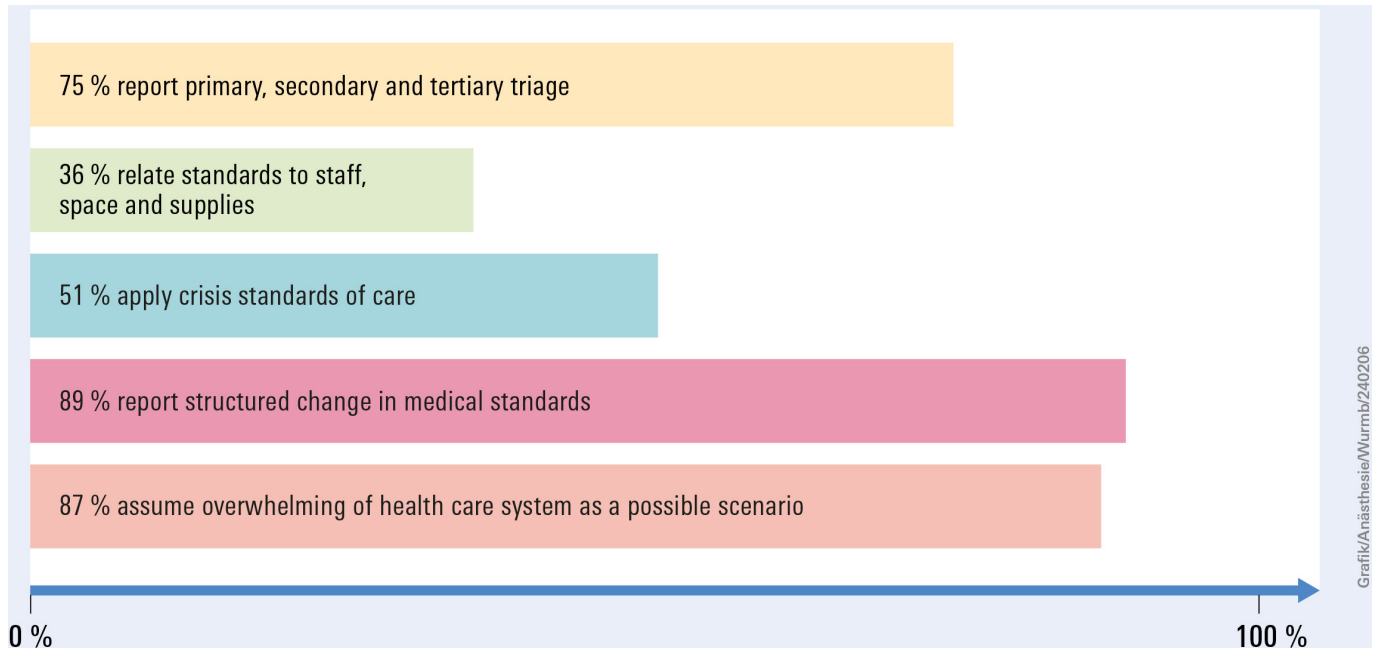 75 % report primary, secondary and tertiary triage
36 % relate standards to staff,
space and supplies
51 % apply crisis standards of care
89 % report structured change in medical standards
87 % assume overwhelming of health care system as a possible scenario
0 %
100 %
Grafik/Anästhesie/Wurmb/240206